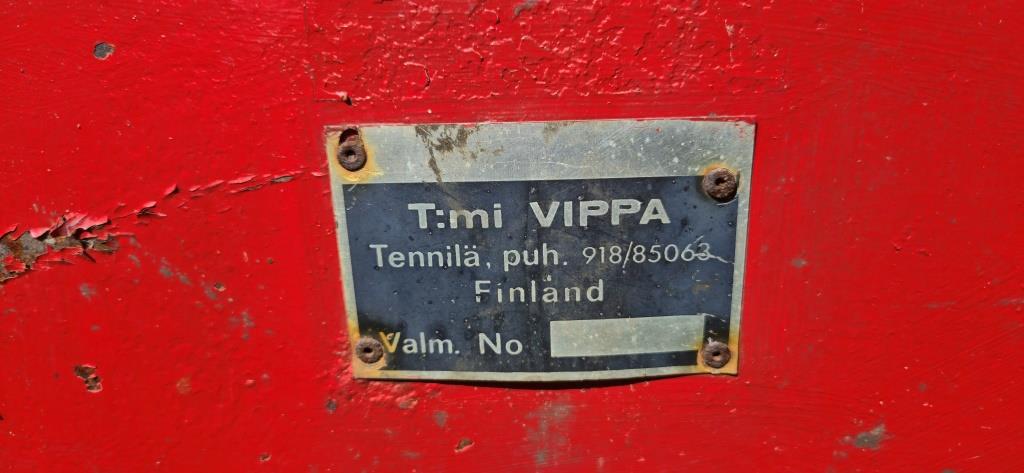 T:mi VIPPA
Tennilä, puh. 918/85063
Finland
Valm. No